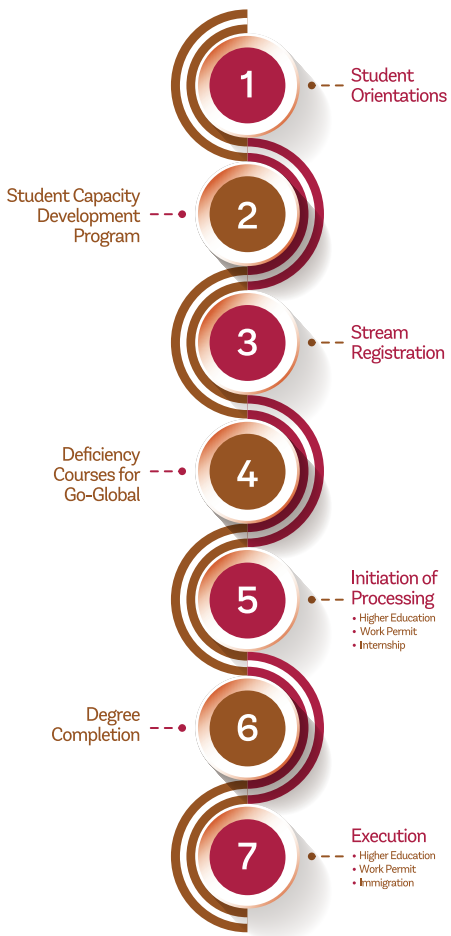 1
Student
Orientations
Student Capacity
Development
Program
2
3
Stream
Registration
Deficiency
Courses for
Go-Global
4
5
Initiation of
Processing
• Higher Education
• Work Permit
• Internship
Degree
Completion
6
7
Execution
• Higher Education
• Work Permit
• Immigration